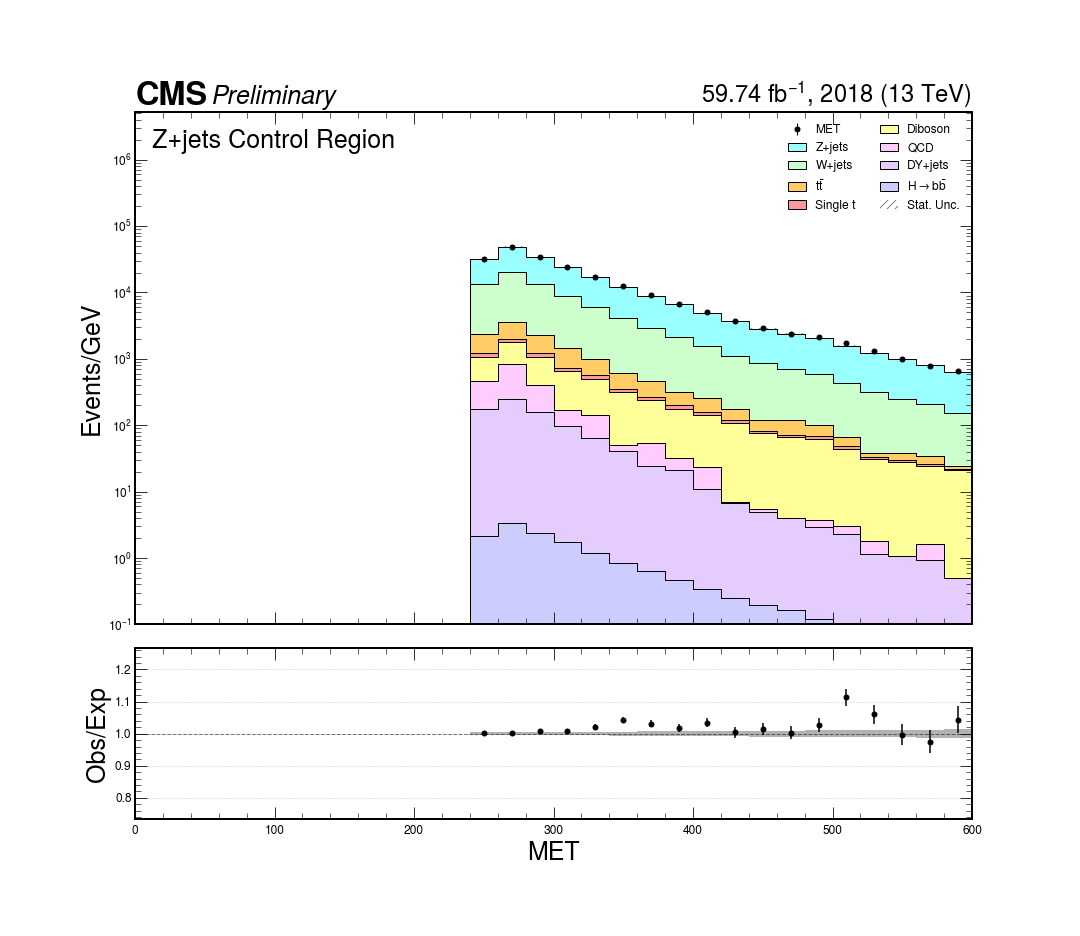 CMS Preliminary
59.74 fb⁻¹, 2018 (13 TeV)
Z+jets Control Region
MET
Z+jets
W+jets
tt̄
Single t
Diboson
QCD
DY+jets
H→bb̄
Stat. Unc.
Events/GeV
10⁶
10⁵
10⁴
10³
10²
10¹
10⁰
10⁻¹
Obs/Exp
1.2
1.1
1.0
0.9
0.8
0 100 200 300 400 500 600
MET